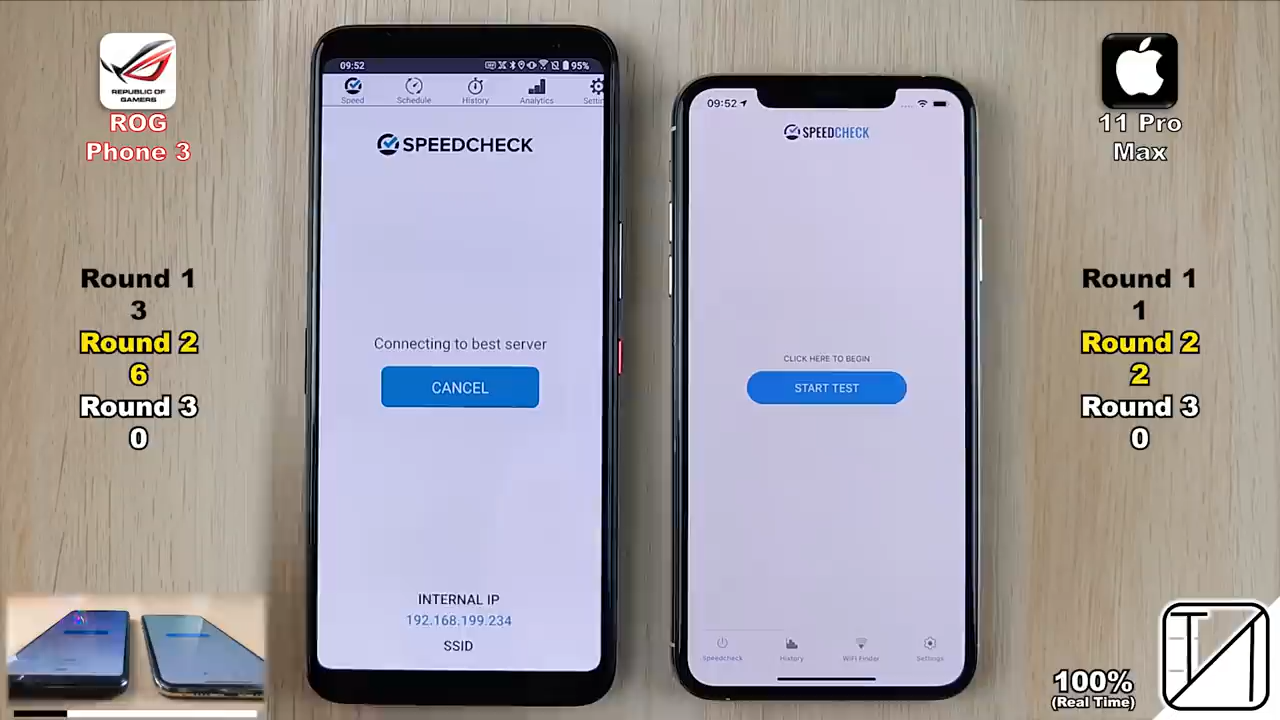 REPUBLIC OF
GAMERS
ROG
Phone 3
Round 1
3
Round 2
6
Round 3
0
09:52
95%
Speed
Schedule
History
Analytics
Settin
SPEEDCHECK
Connecting to best server
CANCEL
INTERNAL IP
192.168.199.234
SSID
09:52
SPEEDCHECK
CLICK HERE TO BEGIN
START TEST
Speedcheck
History
WiFi Finder
Settings
11 Pro
Max
Round 1
1
Round 2
2
Round 3
0
100%
(Real Time)